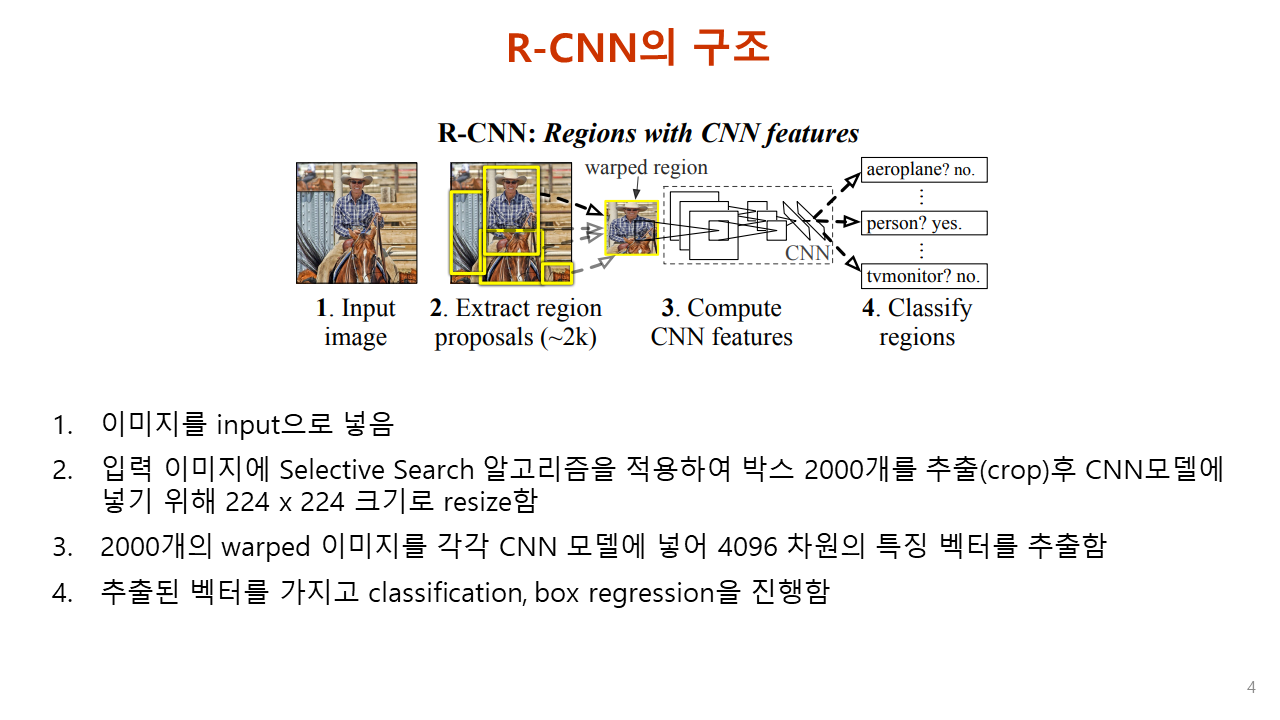 R-CNN의 구조
R-CNN: Regions with CNN features
warped region
aeroplane? no.
⋮
person? yes.
⋮
tvmonitor? no.
CNN
1. Input
image
2. Extract region
proposals (~2k)
3. Compute
CNN features
4. Classify
regions
1. 이미지를 input으로 넣음
2. 입력 이미지에 Selective Search 알고리즘을 적용하여 박스 2000개를 추출(crop)후 CNN모델에
넣기 위해 224 x 224 크기로 resize함
3. 2000개의 warped 이미지를 각각 CNN 모델에 넣어 4096 차원의 특징 벡터를 추출함
4. 추출된 벡터를 가지고 classification, box regression을 진행함
4